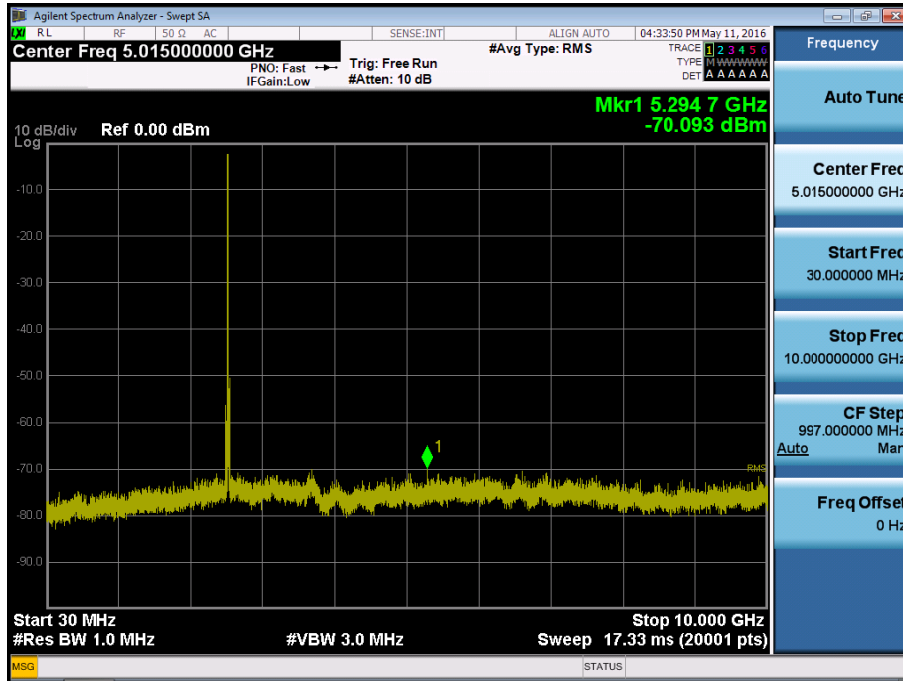 Agilent Spectrum Analyzer - Swept SA
RL RF 50 Ω AC SENSE:INT ALIGN AUTO 04:33:50 PM May 11, 2016
Center Freq 5.015000000 GHz
PNO: Fast
IFGain:Low
Trig: Free Run
#Atten: 10 dB
#Avg Type: RMS
TRACE 1 2 3 4 5 6
TYPE M WWWWW
DET A A A A A A
Mkr1 5.294 7 GHz
-70.093 dBm
10 dB/div Ref 0.00 dBm
Log
-10.0
-20.0
-30.0
-40.0
-50.0
-60.0
-70.0
-80.0
-90.0
1
RMS
Start 30 MHz Stop 10.000 GHz
#Res BW 1.0 MHz #VBW 3.0 MHz Sweep 17.33 ms (20001 pts)
MSG STATUS
Frequency
Auto Tune
Center Freq
5.015000000 GHz
Start Freq
30.000000 MHz
Stop Freq
10.000000000 GHz
CF Step
997.000000 MHz
Auto Man
Freq Offset
0 Hz